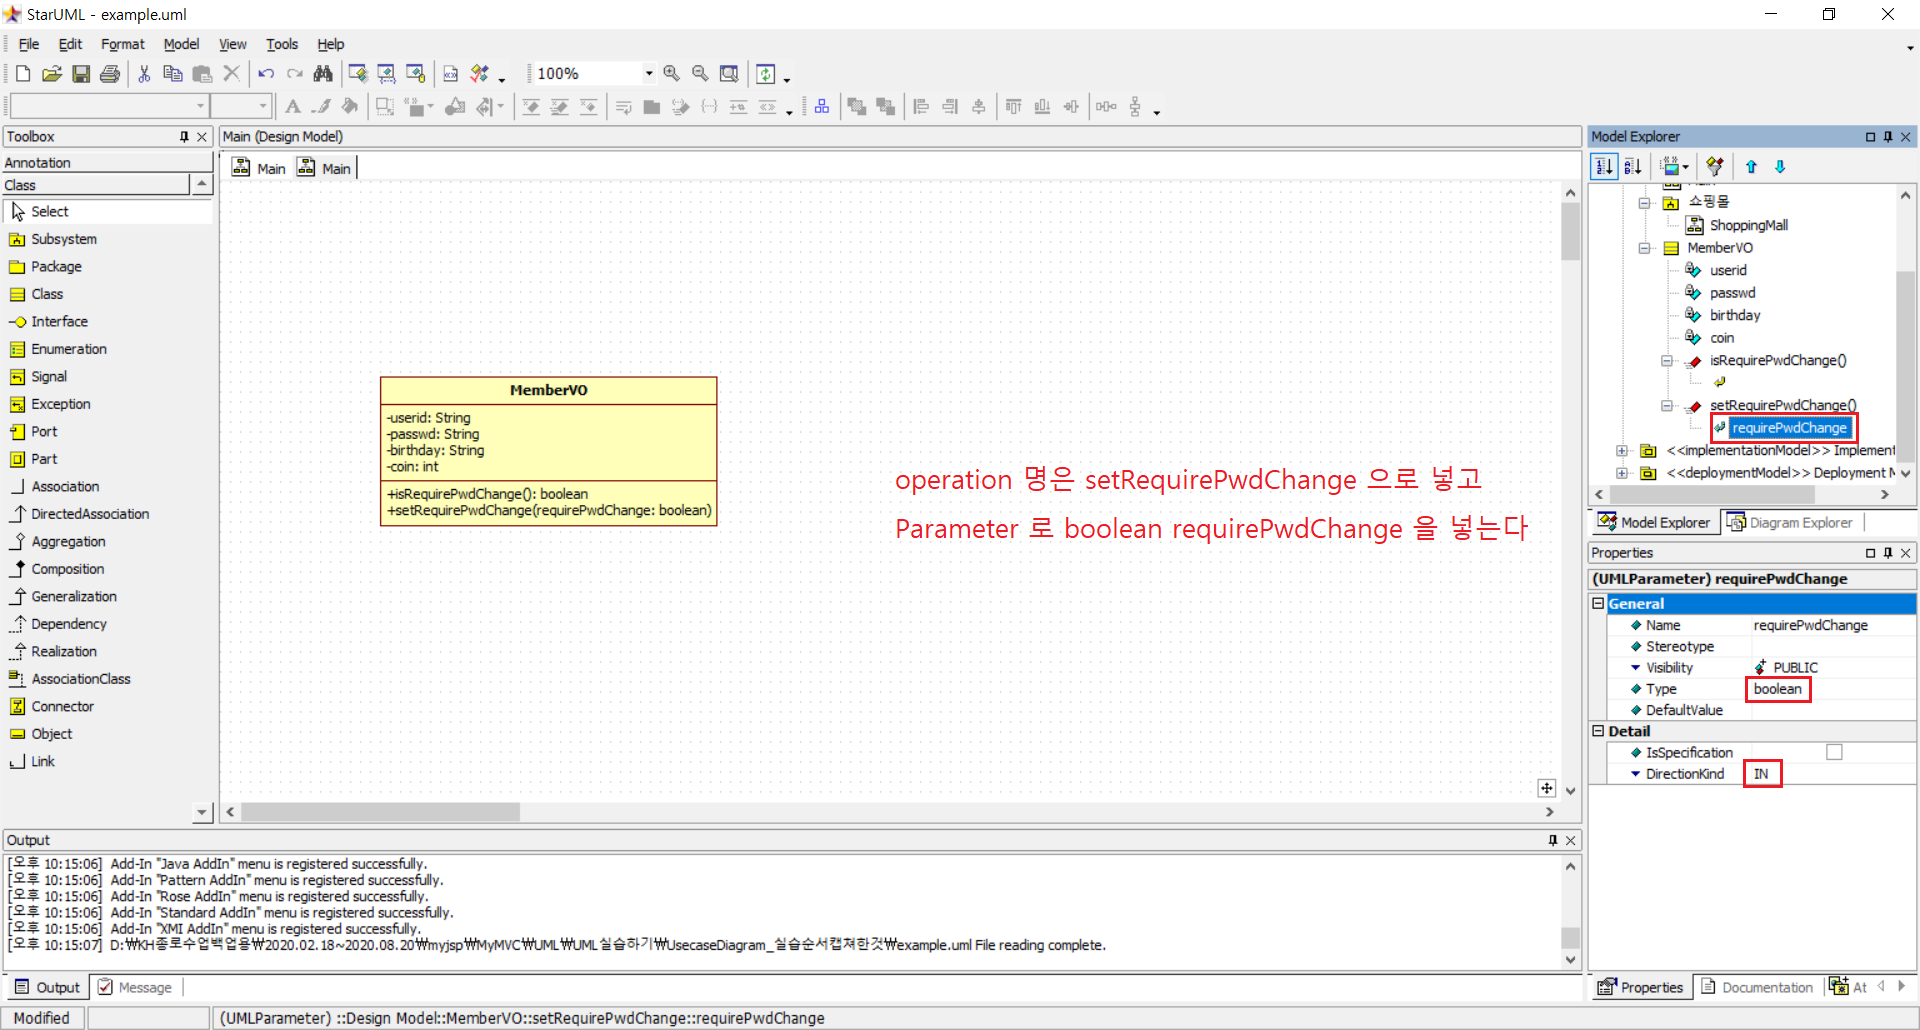 StarUML - example.uml
File Edit Format Model View Tools Help
100%
Toolbox
Annotation
Class
Select
Subsystem
Package
Class
Interface
Enumeration
Signal
Exception
Port
Part
Association
DirectedAssociation
Aggregation
Composition
Generalization
Dependency
Realization
AssociationClass
Connector
Object
Link
Main (Design Model)
Main Main
MemberVO
-userid: String
-passwd: String
-birthday: String
-coin: int
+isRequirePwdChange(): boolean
+setRequirePwdChange(requirePwdChange: boolean)
operation 명은 setRequirePwdChange 으로 넣고
Parameter 로 boolean requirePwdChange 을 넣는다
Model Explorer
쇼핑몰
ShoppingMall
MemberVO
userid
passwd
birthday
coin
isRequirePwdChange()
setRequirePwdChange()
requirePwdChange
<<implementationModel>> Implement
<<deploymentModel>> Deployment M
Model Explorer Diagram Explorer
Properties
(UMLParameter) requirePwdChange
General
Name requirePwdChange
Stereotype
Visibility PUBLIC
Type boolean
DefaultValue
Detail
IsSpecification
DirectionKind IN
Properties Documentation At
Output
[오후 10:15:06] Add-In "Java AddIn" menu is registered successfully.
[오후 10:15:06] Add-In "Pattern AddIn" menu is registered successfully.
[오후 10:15:06] Add-In "Rose AddIn" menu is registered successfully.
[오후 10:15:06] Add-In "Standard AddIn" menu is registered successfully.
[오후 10:15:06] Add-In "XMI AddIn" menu is registered successfully.
[오후 10:15:07] D:₩KH종로수업백업용₩2020.02.18~2020.08.20₩myjsp₩MyMVC₩UML₩UML실습하기₩UsecaseDiagram_실습순서캡쳐한것₩example.uml File reading complete.
Output Message
Modified
(UMLParameter) ::Design Model::MemberVO::setRequirePwdChange::requirePwdChange